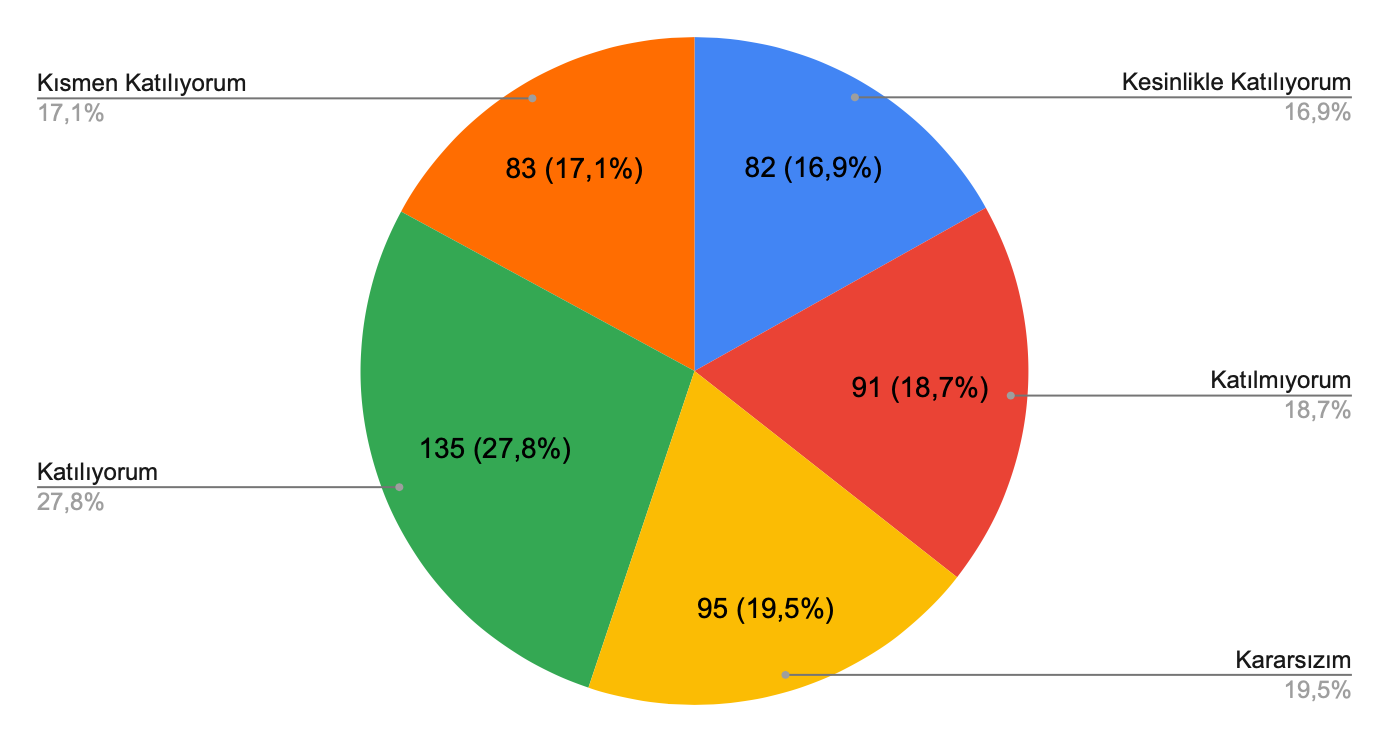 Kısmen Katılıyorum
17,1%
Kesinlikle Katılıyorum
16,9%
83 (17,1%)
82 (16,9%)
91 (18,7%)
Katılmıyorum
18,7%
135 (27,8%)
Katılıyorum
27,8%
95 (19,5%)
Kararsızım
19,5%